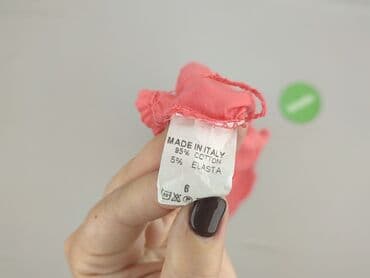 MADE IN ITALY
95% COTTON
5% ELASTA
6